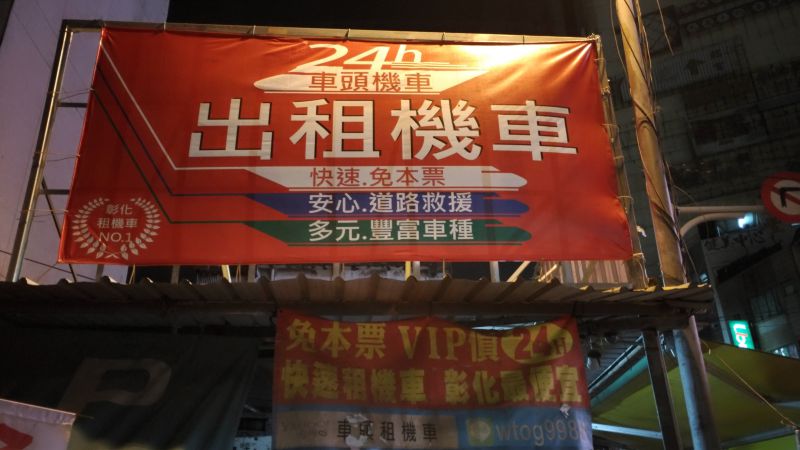 24h
車頭機車
出租機車
快速.免本票
安心.道路救援
多元.豐富車種
彰化
租機車
NO.1
免本票 VIP價 24h
快速租機車 彰化最便宜
車頭租機車
P